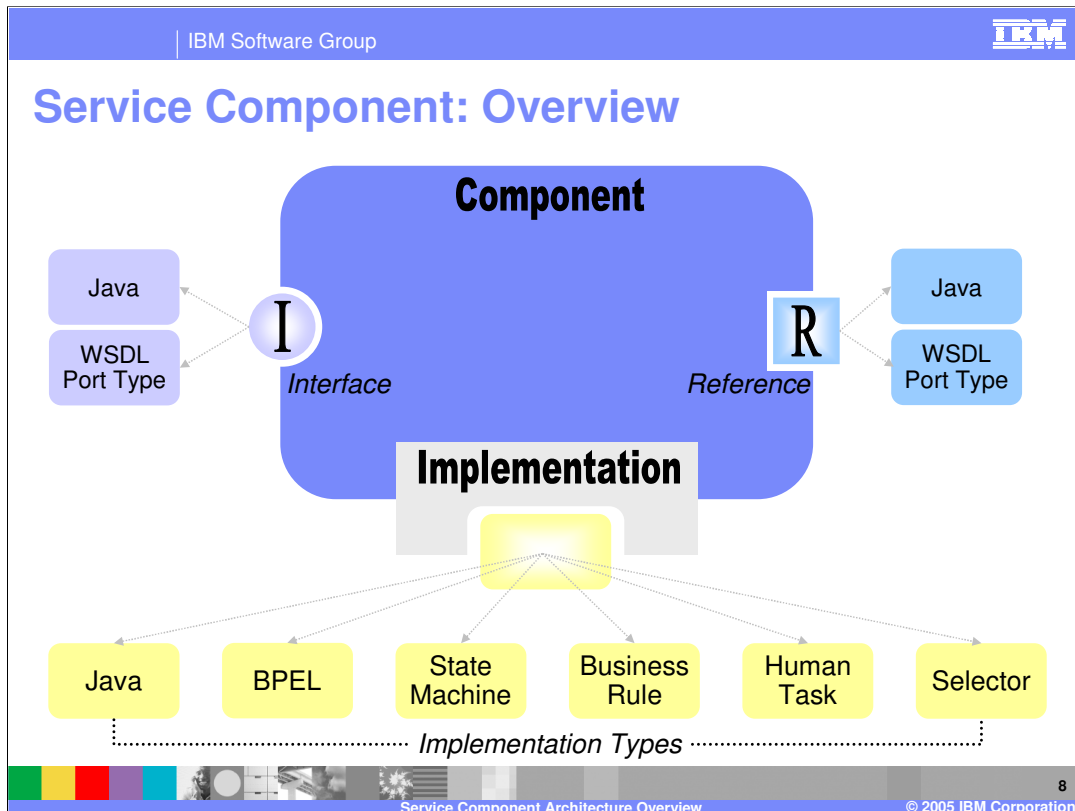 IBM Software Group
IBM
Service Component: Overview
Component
Java
WSDL
Port Type
I
Interface
R
Reference
Java
WSDL
Port Type
Implementation
Java
BPEL
State
Machine
Business
Rule
Human
Task
Selector
Implementation Types
8
Service Component Architecture Overview
© 2005 IBM Corporation